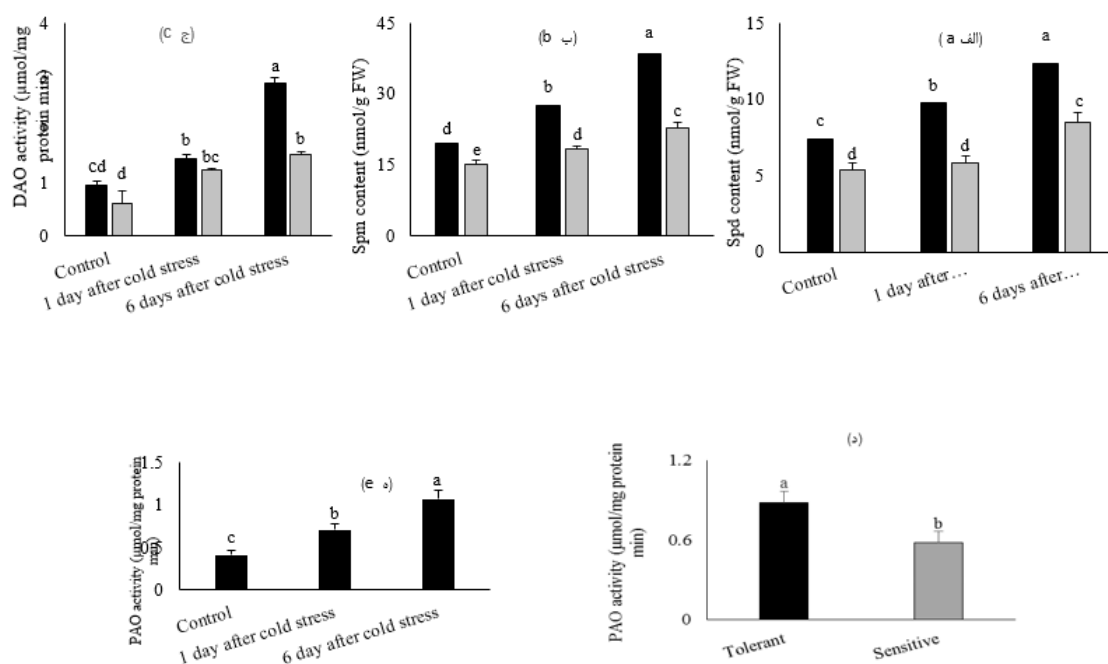 (ج c
DAO activity (µmol/mg
protein min)
4
1
0
cd d
b bc
a b
Control
1 day after cold stress
6 days after cold stress
(ب b
Spm content (nmol/g FW)
45
30
15
0
d e
b d
a c
Control
1 day after cold stress
6 days after cold stress
(الف a
Spd content (nmol/g FW)
15
10
5
0
c d
b d
a c
Control
1 day after…
6 days after…
(ه e
PAO activity (µmol/mg protein
min)
1.5
1
0.5
0
c
b
a
Control
1 day after cold stress
6 day after cold stress
(د)
PAO activity (µmol/mg protein
min)
1.2
0.6
0
a
b
Tolerant
Sensitive